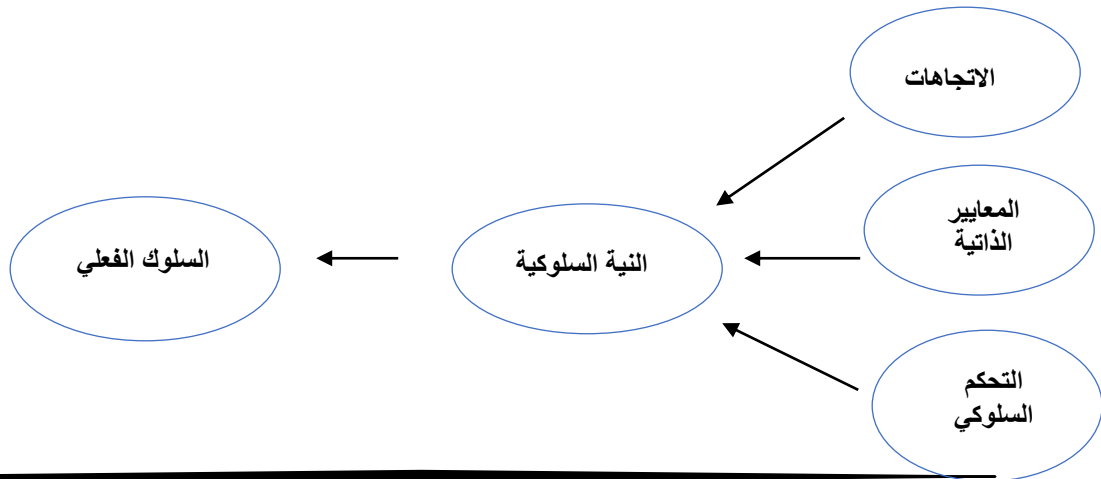 الاتجاهات
المعايير
الذاتية
النية السلوكية
السلوك الفعلي
التحكم
السلوكي